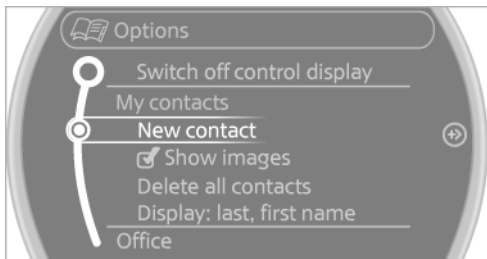 Options
Switch off control display
My contacts
New contact
Show images
Delete all contacts
Display: last, first name
Office